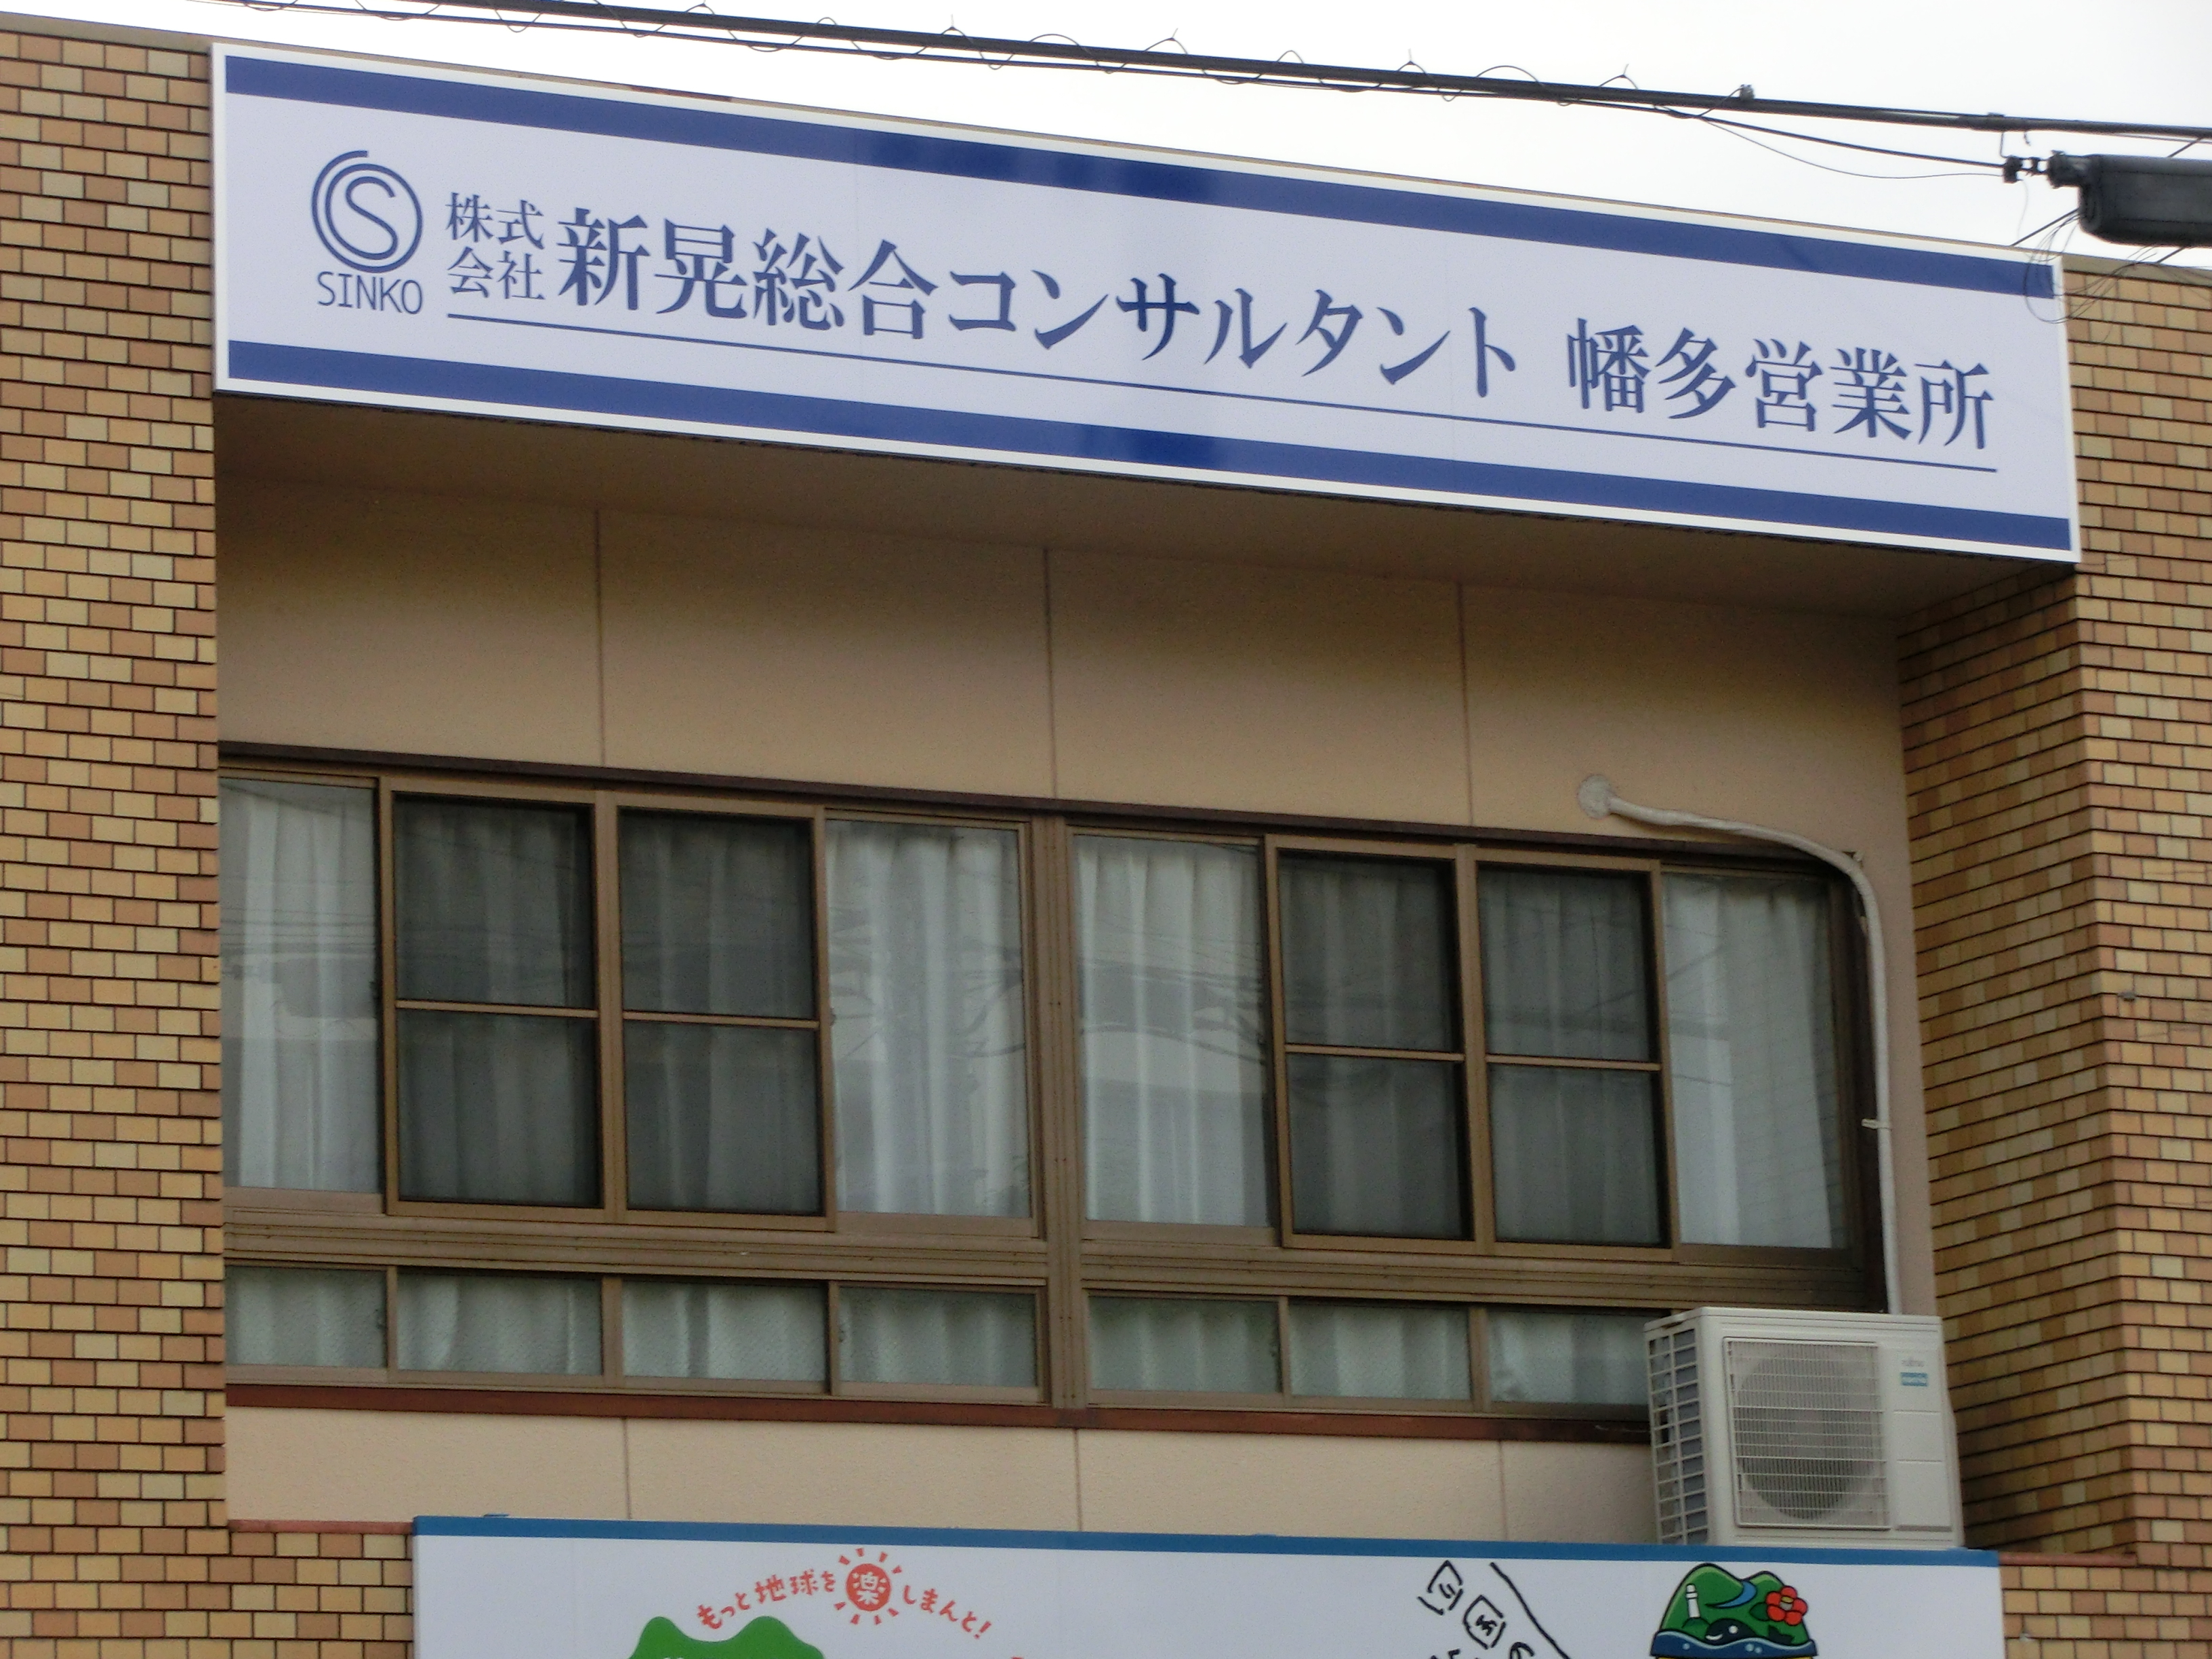 SINKO
株式
会社
新晃総合コンサルタント 幡多営業所
もっと地球を楽しまんと!